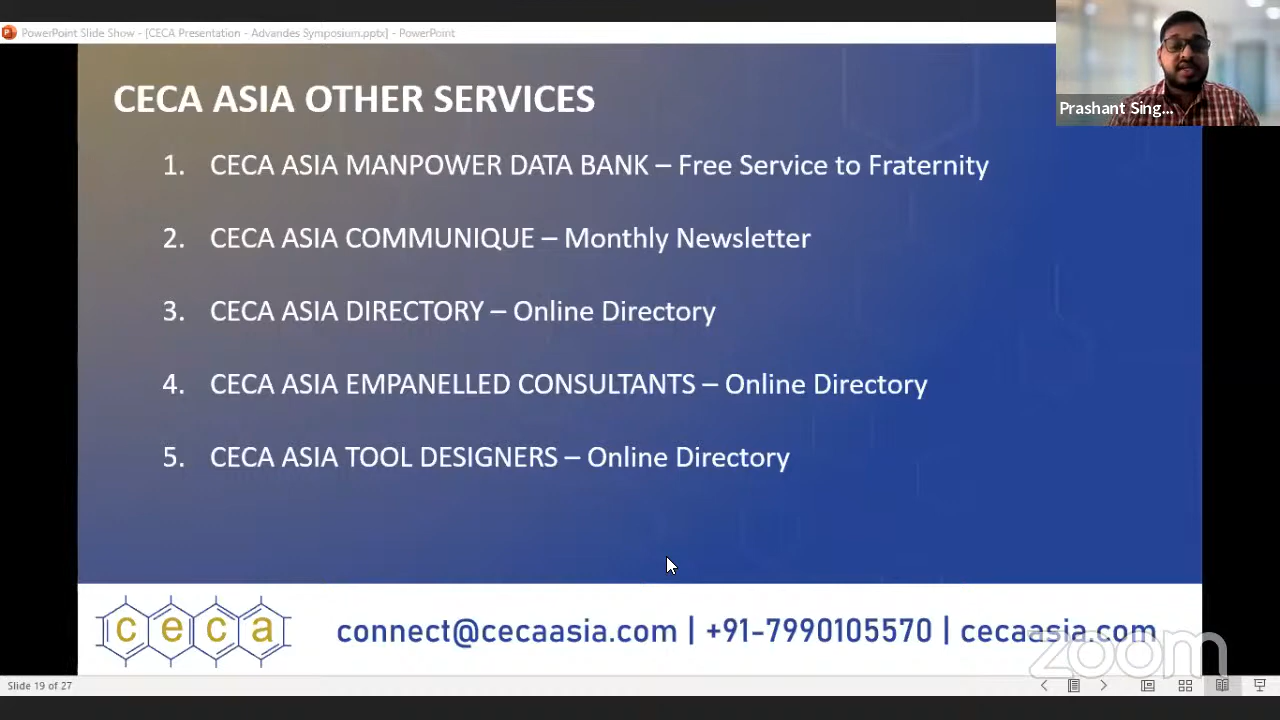 PowerPoint Slide Show - [CECA Presentation - Advandes Symposium.pptx] - PowerPoint
Prashant Sing...
CECA ASIA OTHER SERVICES
1. CECA ASIA MANPOWER DATA BANK – Free Service to Fraternity
2. CECA ASIA COMMUNIQUE – Monthly Newsletter
3. CECA ASIA DIRECTORY – Online Directory
4. CECA ASIA EMPANELLED CONSULTANTS – Online Directory
5. CECA ASIA TOOL DESIGNERS – Online Directory
ceca
connect@cecaasia.com | +91-7990105570 | cecaasia.com
zoom
Slide 19 of 27